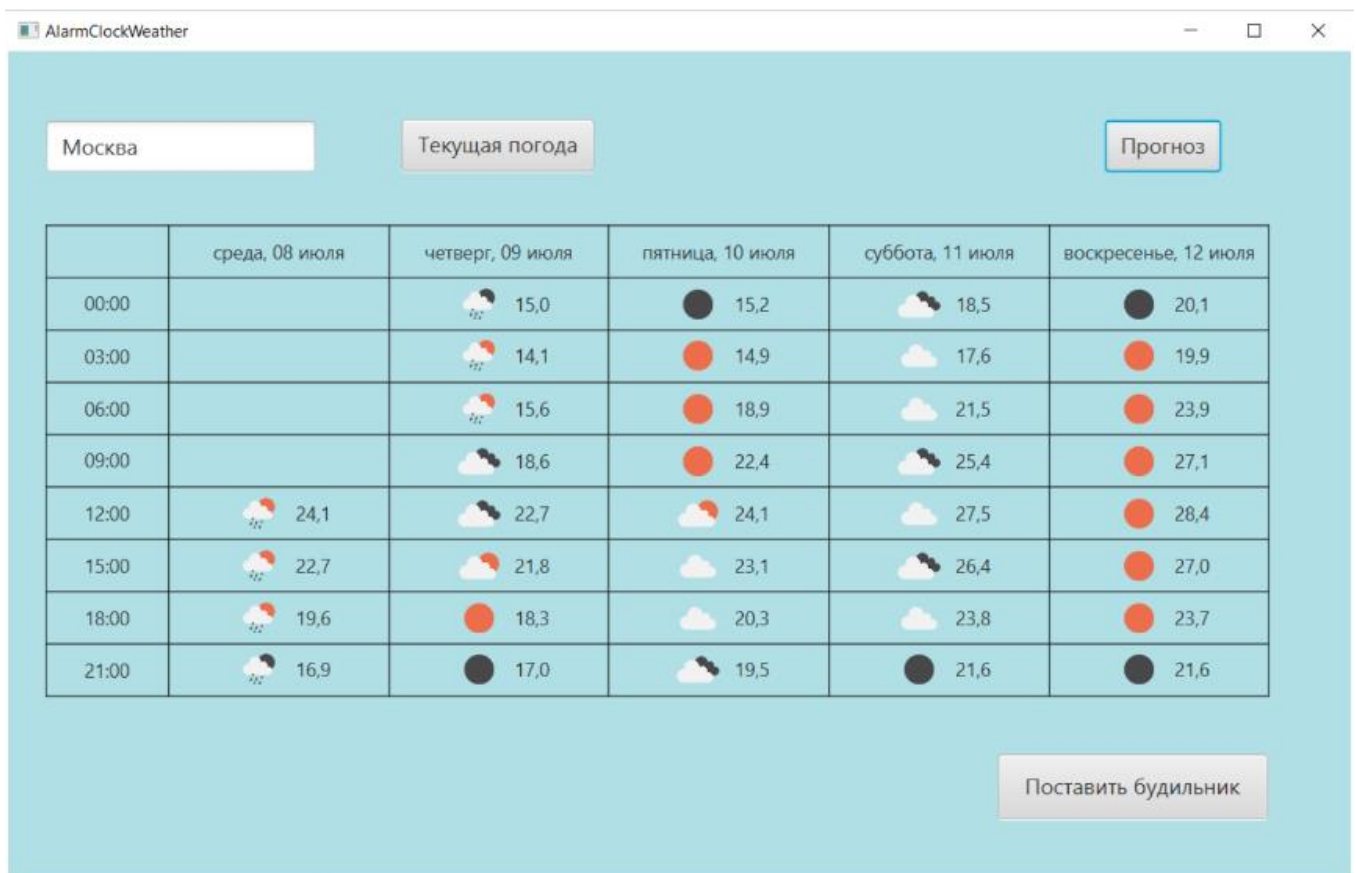 AlarmClockWeather
Москва Текущая погода Прогноз
среда, 08 июля четверг, 09 июля пятница, 10 июля суббота, 11 июля воскресенье, 12 июля
00:00 15,0 15,2 18,5 20,1
03:00 14,1 14,9 17,6 19,9
06:00 15,6 18,9 21,5 23,9
09:00 18,6 22,4 25,4 27,1
12:00 24,1 22,7 24,1 27,5 28,4
15:00 22,7 21,8 23,1 26,4 27,0
18:00 19,6 18,3 20,3 23,8 23,7
21:00 16,9 17,0 19,5 21,6 21,6
Поставить будильник